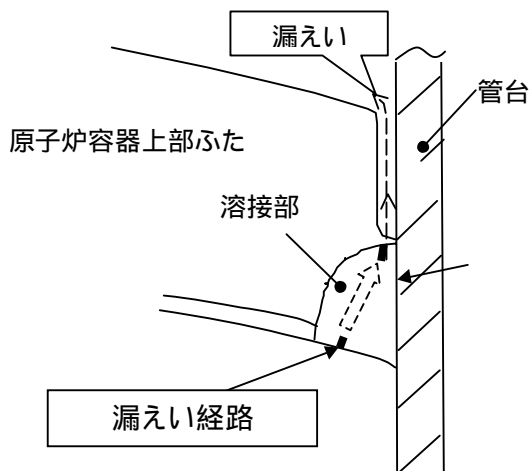 漏えい
管台
原子炉容器上部ふた
溶接部
漏えい経路